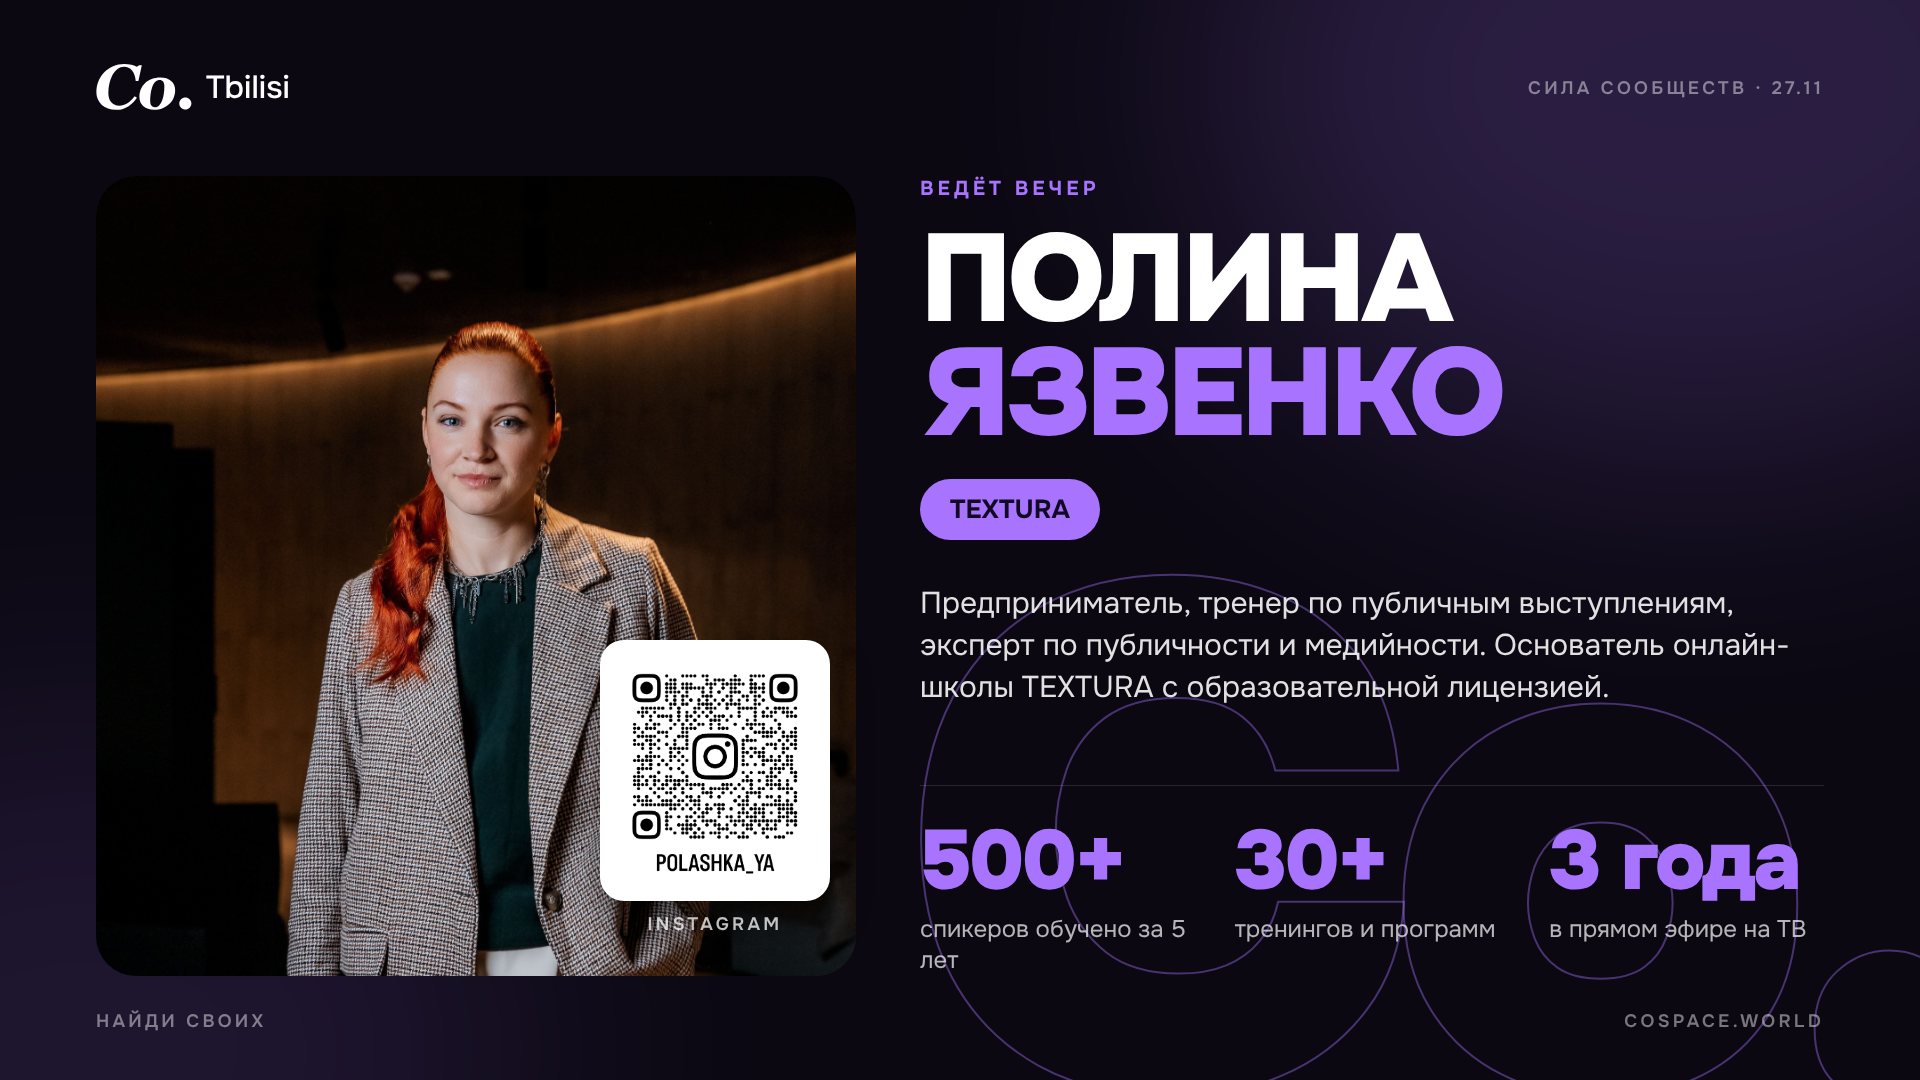 Co. Tbilisi
СИЛА СООБЩЕСТВ · 27.11
ВЕДЁТ ВЕЧЕР
ПОЛИНА
ЯЗВЕНКО
TEXTURA
Предприниматель, тренер по публичным выступлениям,
эксперт по публичности и медийности. Основатель онлайн-
школы TEXTURA с образовательной лицензией.
POLASHKA_YA
INSTAGRAM
500+
спикеров обучено за 5
лет
30+
тренингов и программ
3 года
в прямом эфире на ТВ
Co.
НАЙДИ СВОИХ
COSPACE.WORLD